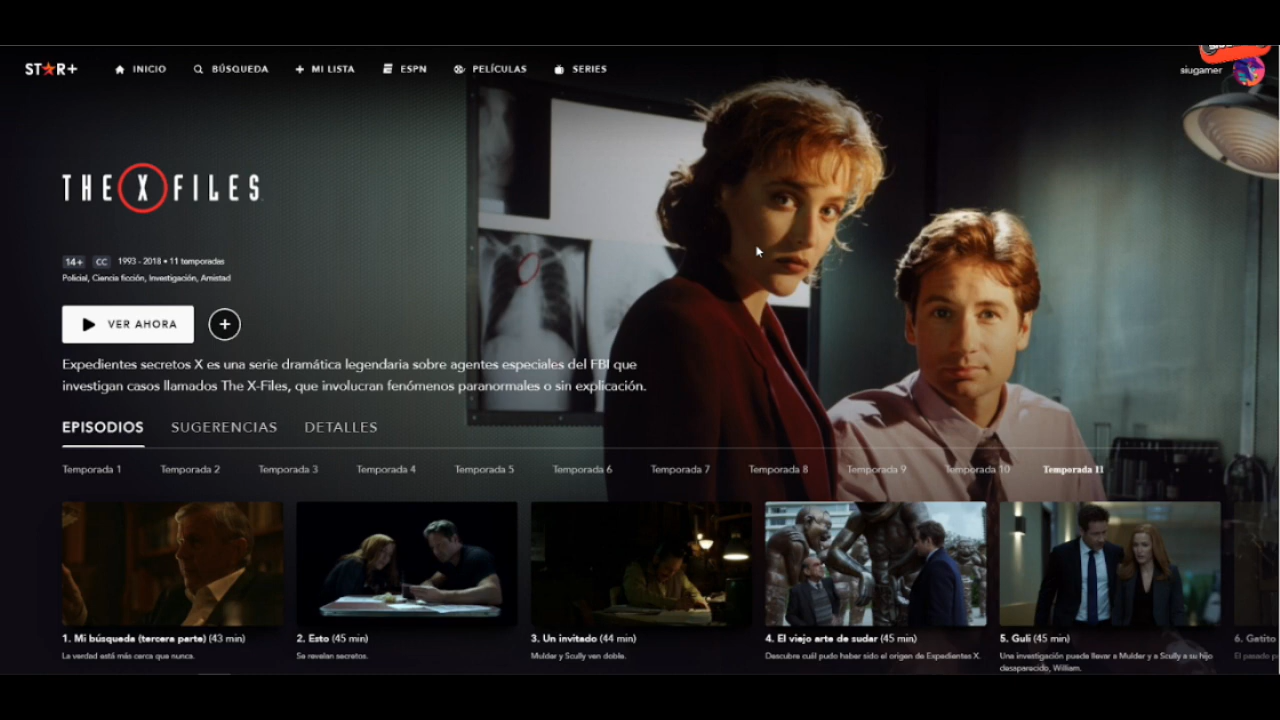 ST★R+ INICIO BÚSQUEDA MI LISTA ESPN PELÍCULAS SERIES siugamer
THE X FILES
14+ CC 1993 - 2018 • 11 temporadas
Policial, Ciencia ficción, Investigación, Amistad
VER AHORA
Expedientes secretos X es una serie dramática legendaria sobre agentes especiales del FBI que
investigan casos llamados The X-Files, que involucran fenómenos paranormales o sin explicación.
EPISODIOS SUGERENCIAS DETALLES
Temporada 1 Temporada 2 Temporada 3 Temporada 4 Temporada 5 Temporada 6 Temporada 7 Temporada 8 Temporada 9 Temporada 10 Temporada 11
1. Mi búsqueda (tercera parte) (43 min)
La verdad está más cerca que nunca.
2. Esto (45 min)
Se revelan secretos.
3. Un invitado (44 min)
Mulder y Scully ven doble.
4. El viejo arte de sudar (45 min)
Descubre cuál pudo haber sido el origen de Expedientes X.
5. Guli (45 min)
Una investigación puede llevar a Mulder y a Scully a su hijo
desaparecido, William.
6. Gatito
El pasado